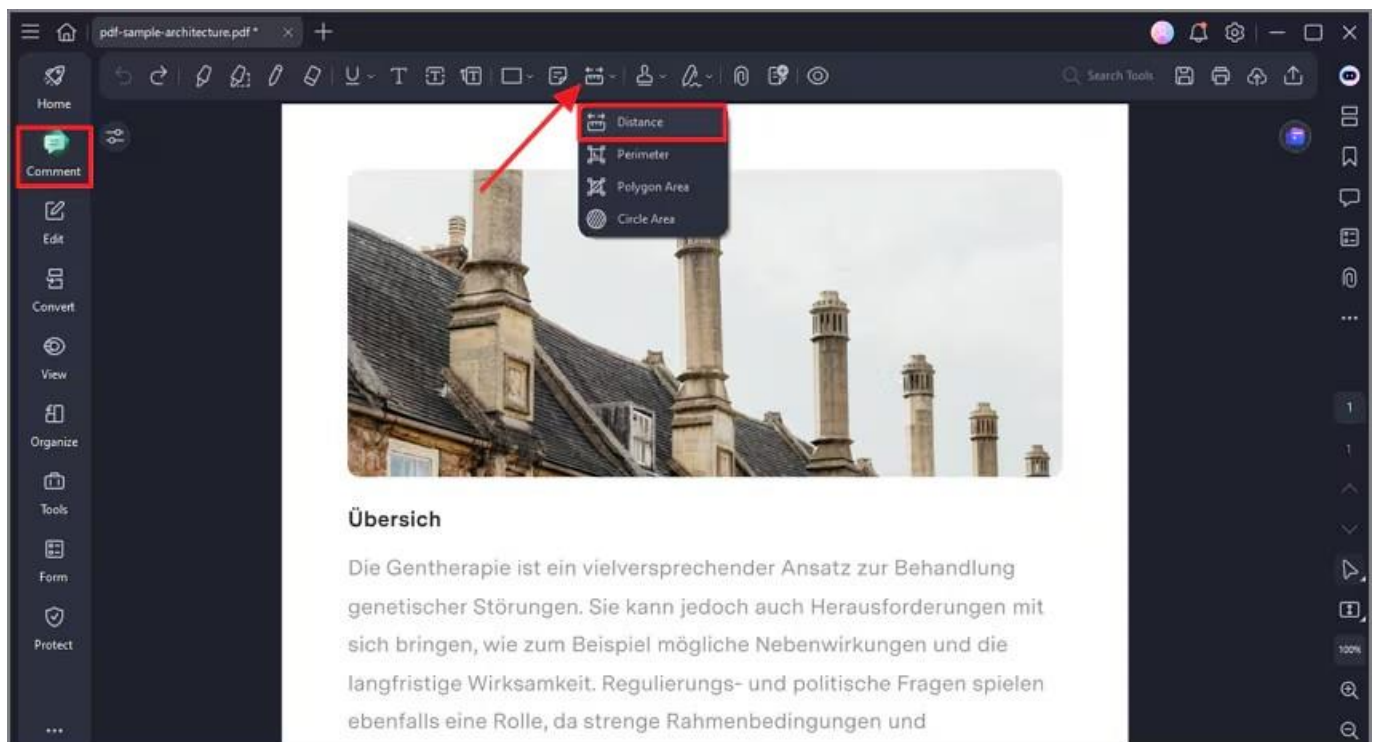 pdf-sample-architecture.pdf *
Search Tools
Home
Comment
Edit
Convert
View
Organize
Tools
Form
Protect
Distance
Perimeter
Polygon Area
Circle Area
Übersich
Die Gentherapie ist ein vielversprechender Ansatz zur Behandlung
genetischer Störungen. Sie kann jedoch auch Herausforderungen mit
sich bringen, wie zum Beispiel mögliche Nebenwirkungen und die
langfristige Wirksamkeit. Regulierungs- und politische Fragen spielen
ebenfalls eine Rolle, da strenge Rahmenbedingungen und
1
1
100%